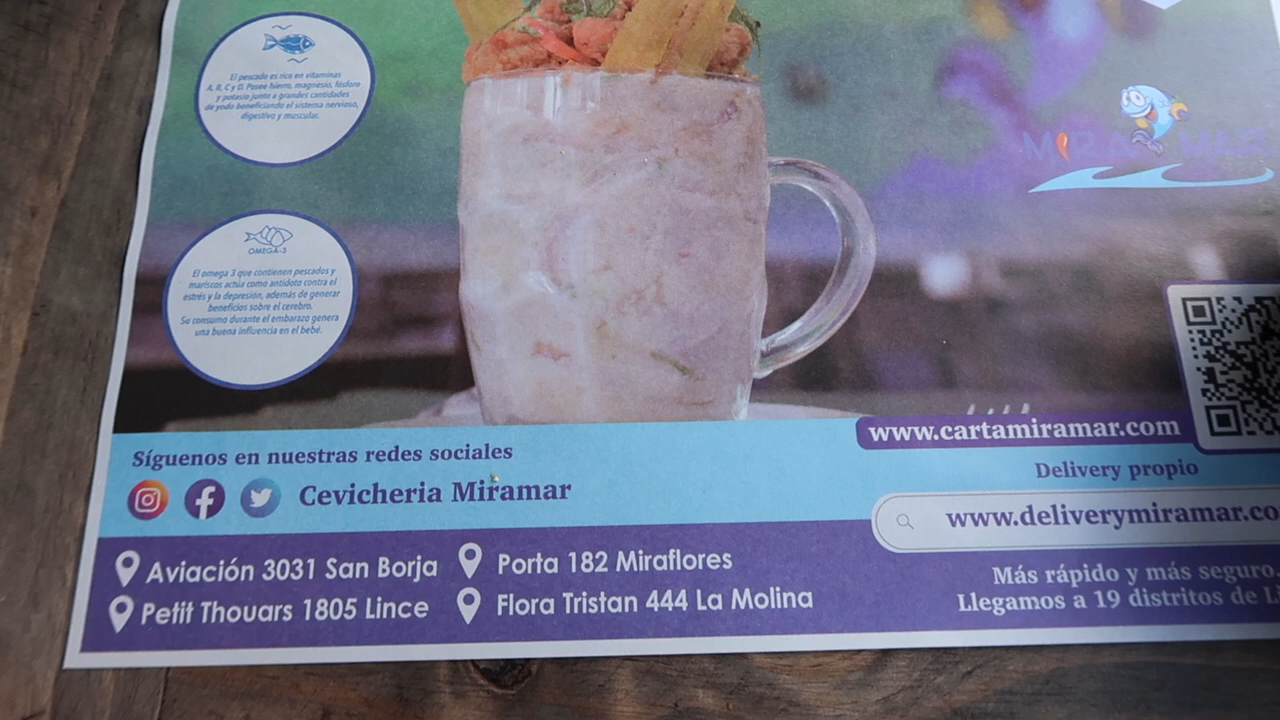 El pescado es rico en vitaminas
A, B, C y D. Posee hierro, magnesio, fósforo
y potasio junto a grandes cantidades
de yodo beneficiando el sistema nervioso,
digestivo y muscular.
MIRA MAR
OMEGA-3
El omega 3 que contienen pescados y
mariscos actúa como antídoto contra el
estrés y la depresión, además de generar
beneficios sobre el cerebro.
Su consumo durante el embarazo genera
una buena influencia en el bebé.
www.cartamiramar.com
Síguenos en nuestras redes sociales
Cevicheria Miramar
Delivery propio
www.deliverymiramar.co
Aviación 3031 San Borja
Porta 182 Miraflores
Petit Thouars 1805 Lince
Flora Tristan 444 La Molina
Más rápido y más seguro,
Llegamos a 19 distritos de Li